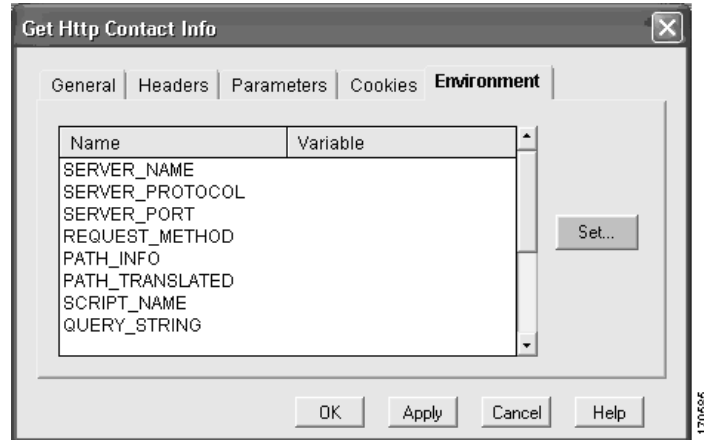 Get Http Contact Info
General Headers Parameters Cookies Environment
Name Variable
SERVER_NAME
SERVER_PROTOCOL
SERVER_PORT
REQUEST_METHOD
PATH_INFO
PATH_TRANSLATED
SCRIPT_NAME
QUERY_STRING
Set...
OK Apply Cancel Help
170585